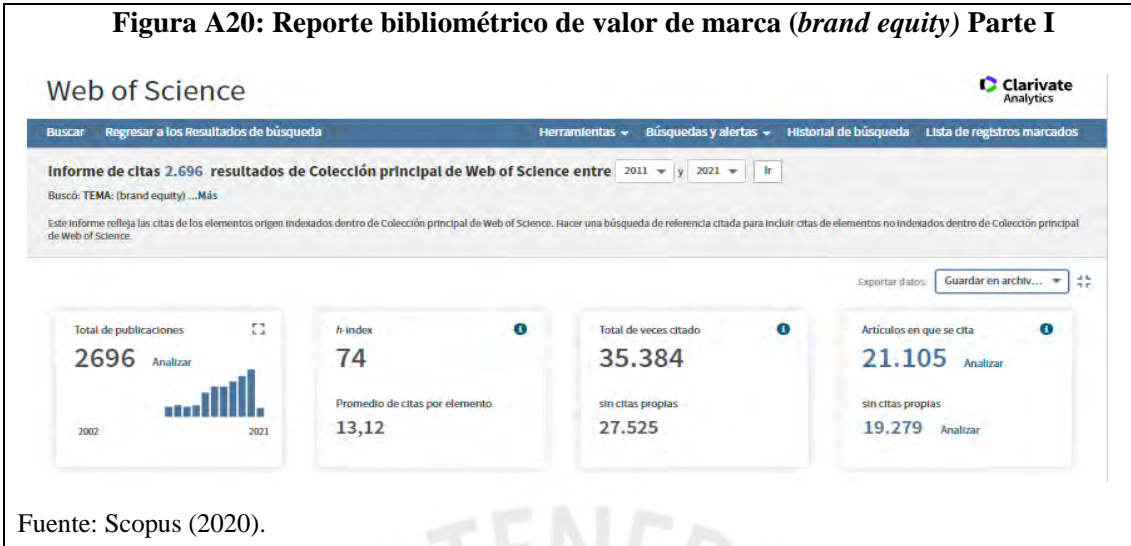 Figura A20: Reporte bibliométrico de valor de marca (brand equity) Parte I
Web of Science
Clarivate
Analytics
Buscar Regresar a los Resultados de búsqueda Herramientas Búsquedas y alertas Historial de búsqueda Lista de registros marcados
Informe de citas 2.696 resultados de Colección principal de Web of Science entre 2011 y 2021 Ir
Buscó: TEMA: (brand equity) ...Más
Este informe refleja las citas de los elementos origen indexados dentro de Colección principal de Web of Science. Hacer una búsqueda de referencia citada para incluir citas de elementos no indexados dentro de Colección principal
de Web of Science.
Exportar datos: Guardar en archiv...
Total de publicaciones
2696 Analizar
2002 2021
h-index
74
Promedio de citas por elemento
13,12
Total de veces citado
35.384
sin citas propias
27.525
Artículos en que se cita
21.105 Analizar
sin citas propias
19.279 Analizar
Fuente: Scopus (2020).
TENEB